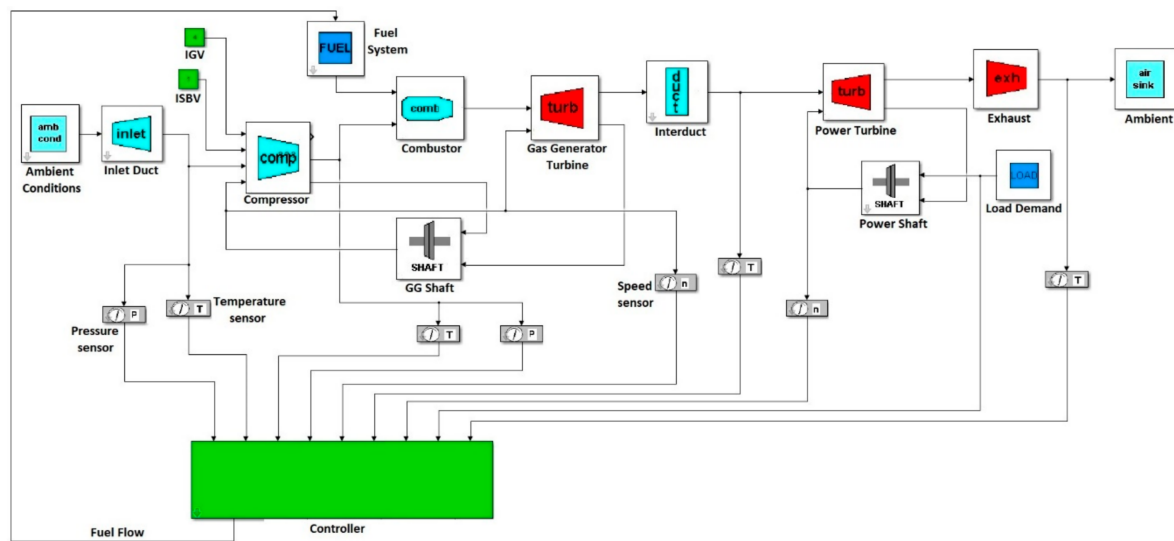 FUEL
Fuel
System
IGV
ISBV
amb
cond
Ambient
Conditions
inlet
Inlet Duct
comp
Compressor
comb
Combustor
turb
Gas Generator
Turbine
duct
Interduct
turb
Power Turbine
exh
Exhaust
air
sink
Ambient
SHAFT
GG Shaft
SHAFT
Power Shaft
LOAD
Load Demand
P
Pressure
sensor
T
Temperature
sensor
T
P
Speed
sensor
n
T
n
T
Controller
Fuel Flow